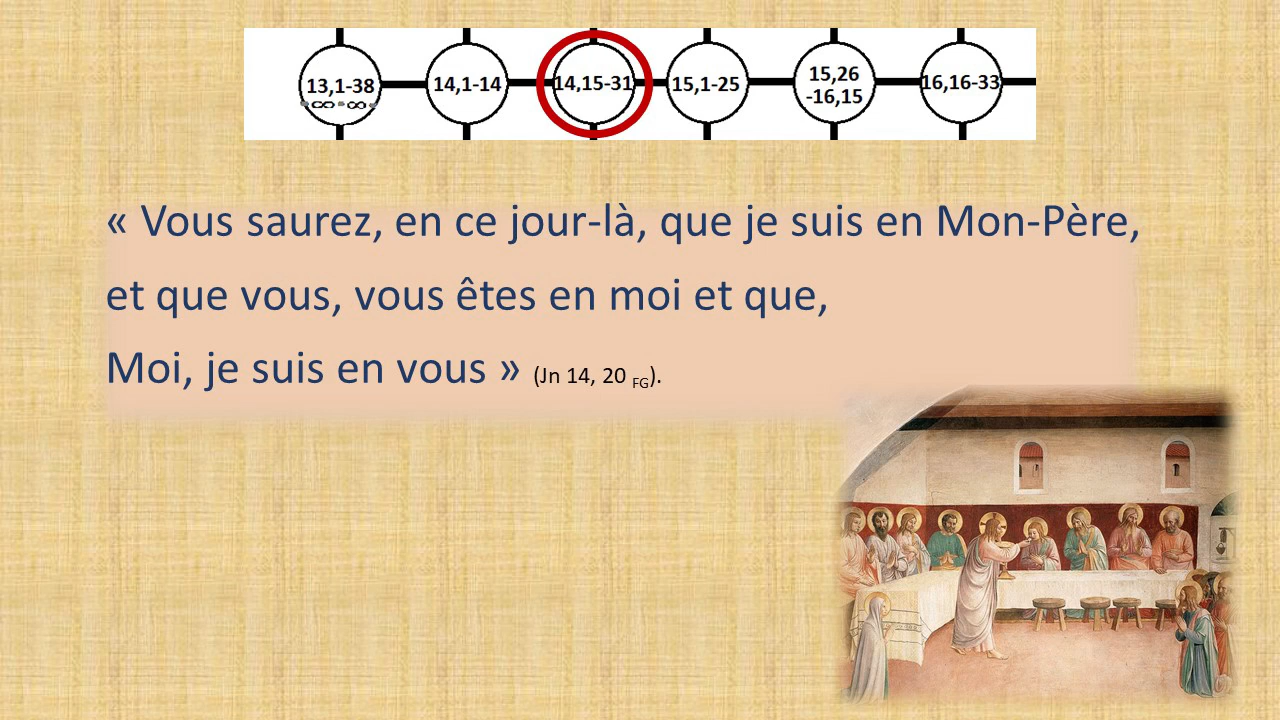 13,1-38
14,1-14
14,15-31
15,1-25
15,26
-16,15
16,16-33
« Vous saurez, en ce jour-là, que je suis en Mon-Père,
et que vous, vous êtes en moi et que,
Moi, je suis en vous » (Jn 14, 20 FG).